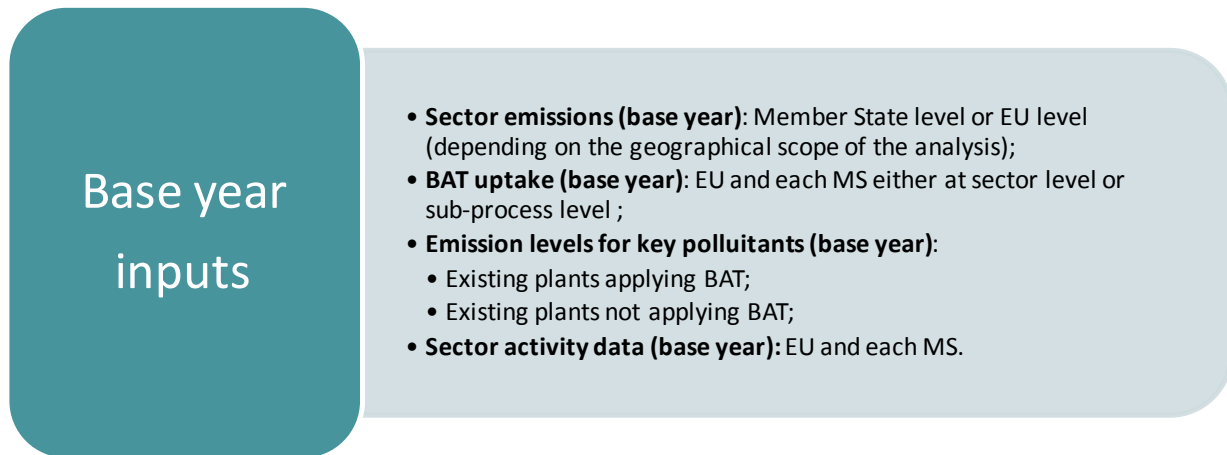 Base year
inputs
• Sector emissions (base year): Member State level or EU level
(depending on the geographical scope of the analysis);
• BAT uptake (base year): EU and each MS either at sector level or
sub-process level ;
• Emission levels for key polluitants (base year):
• Existing plants applying BAT;
• Existing plants not applying BAT;
• Sector activity data (base year): EU and each MS.